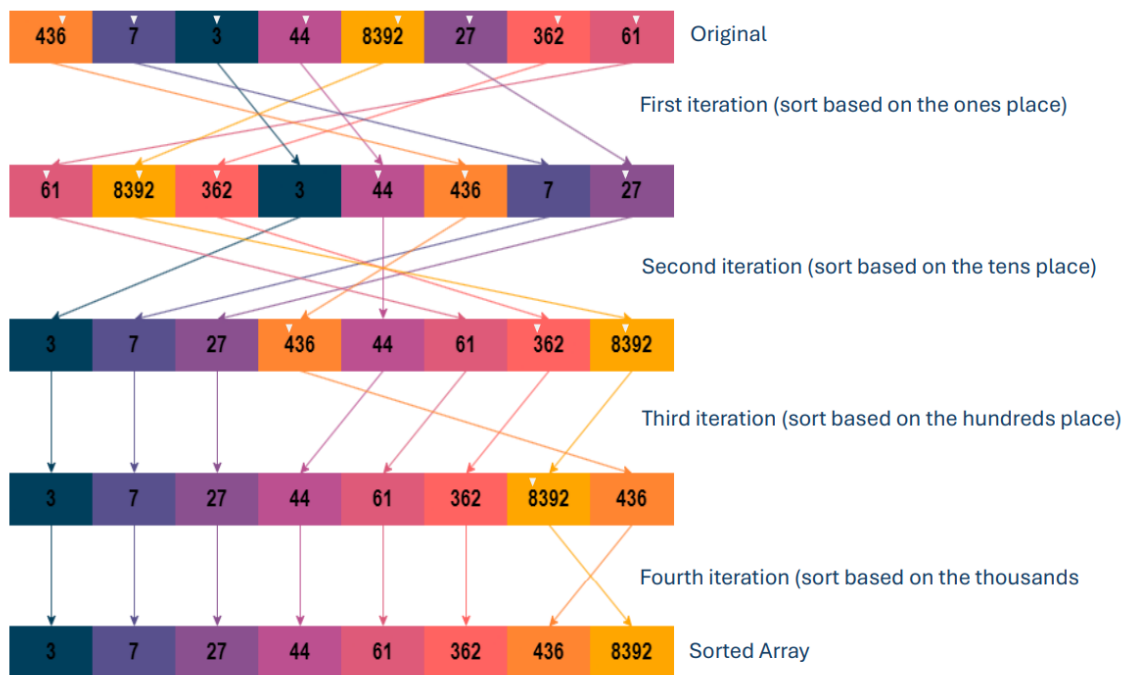 436 7 3 44 8392 27 362 61 Original
First iteration (sort based on the ones place)
61 8392 362 3 44 436 7 27
Second iteration (sort based on the tens place)
3 7 27 436 44 61 362 8392
Third iteration (sort based on the hundreds place)
3 7 27 44 61 362 8392 436
Fourth iteration (sort based on the thousands
3 7 27 44 61 362 436 8392 Sorted Array